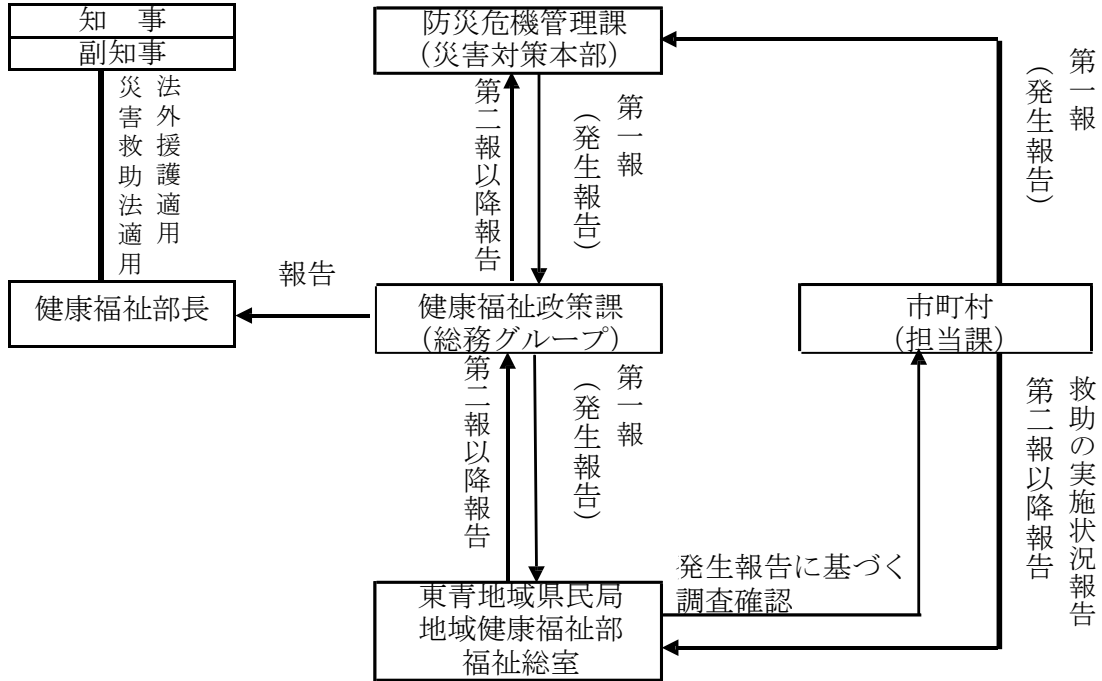 知　事
副知事
法外援護適用
災害救助法適用
健康福祉部長
報告
防災危機管理課
（災害対策本部）
第二報以降報告
第一報
（発生報告）
健康福祉政策課
（総務グループ）
第二報以降報告
第一報
（発生報告）
東青地域県民局
地域健康福祉部
福祉総室
発生報告に基づく
調査確認
第一報
（発生報告）
市町村
（担当課）
救助の実施状況報告
第二報以降報告